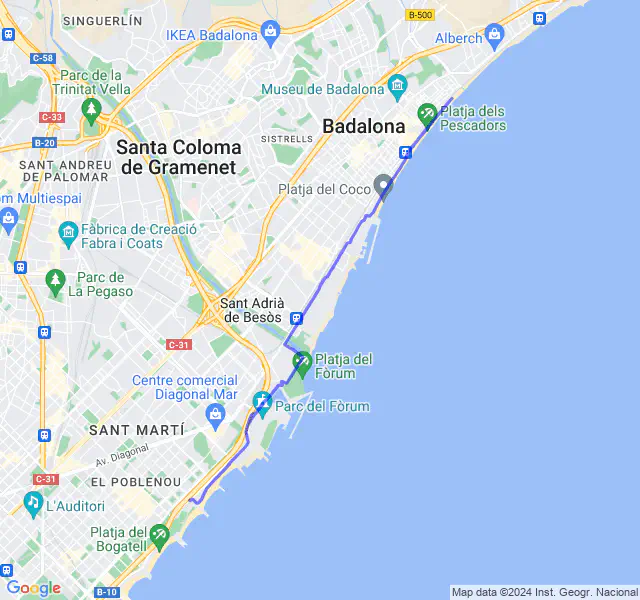 SINGUERLÍN
B-500
IKEA Badalona
Alberch
C-58
Parc de la
Trinitat Vella
Museu de Badalona
Platja dels
Pescadors
C-33
Badalona
B-20
Santa Coloma
de Gramenet
SISTRELLS
SANT ANDREU
DE PALOMAR
Platja del Coco
om Multiespai
Fàbrica de Creació
Fabra i Coats
Parc de
La Pegaso
Sant Adrià
de Besòs
C-31
Platja del
Fòrum
Centre comercial
Diagonal Mar
Parc del Fòrum
SANT MARTÍ
Av. Diagonal
C-31
EL POBLENOU
L'Auditori
Platja del
Bogatell
Google
B-10
Map data ©2024 Inst. Geogr. Nacional